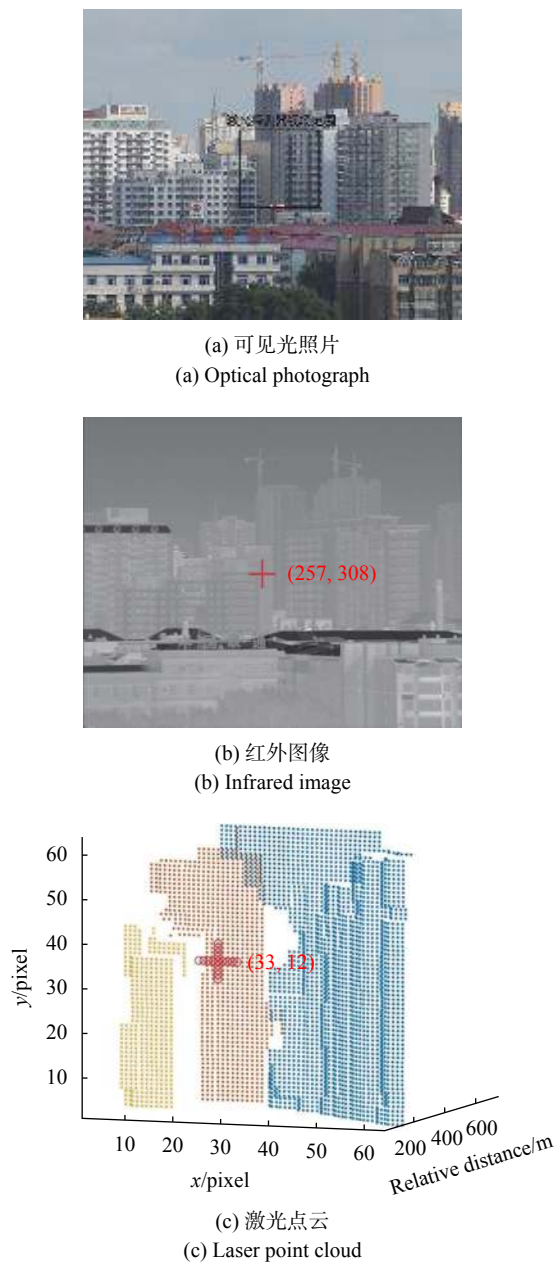 (a) 可见光照片
(a) Optical photograph
(257, 308)
(b) 红外图像
(b) Infrared image
60
50
40
30
20
10
y/pixel
(33, 12)
10 20 30 40 50 60
x/pixel
200 400 600
Relative distance/m
(c) 激光点云
(c) Laser point cloud